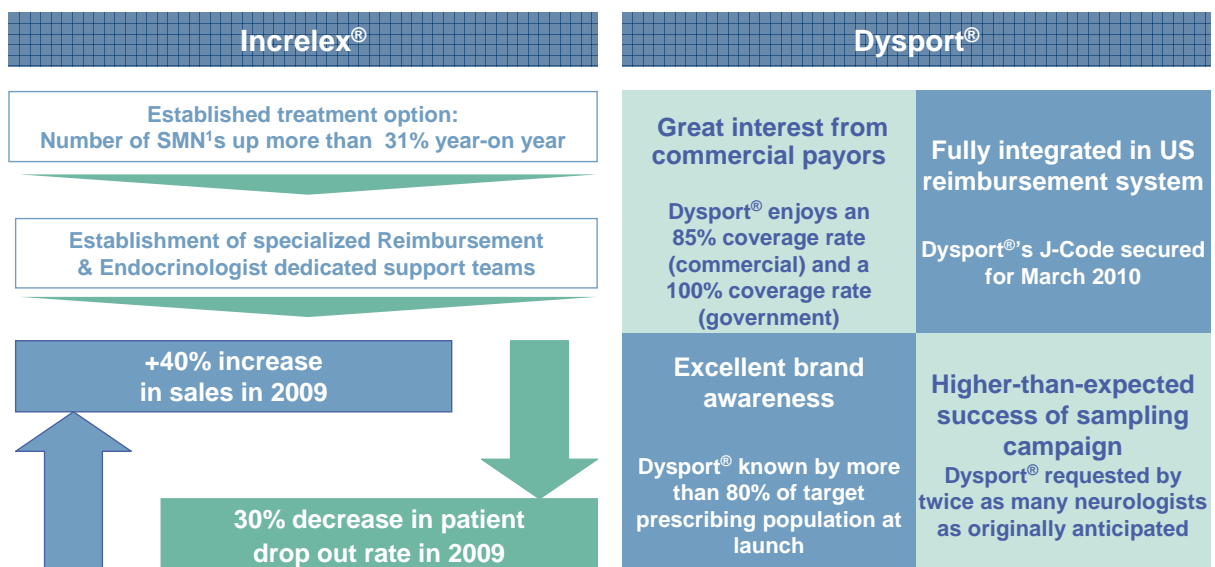 Increlex®
Established treatment option:
Number of SMN¹s up more than 31% year-on year
Establishment of specialized Reimbursement
& Endocrinologist dedicated support teams
+40% increase
in sales in 2009
30% decrease in patient
drop out rate in 2009
Dysport®
Great interest from
commercial payors
Dysport® enjoys an
85% coverage rate
(commercial) and a
100% coverage rate
(government)
Fully integrated in US
reimbursement system
Dysport®'s J-Code secured
for March 2010
Excellent brand
awareness
Dysport® known by more
than 80% of target
prescribing population at
launch
Higher-than-expected
success of sampling
campaign
Dysport® requested by
twice as many neurologists
as originally anticipated